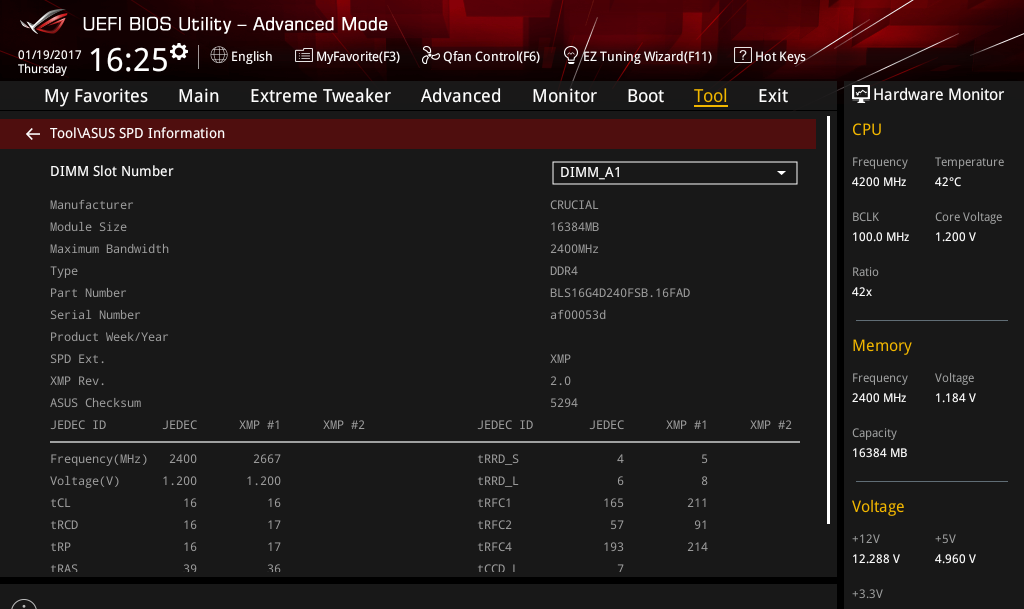 UEFI BIOS Utility – Advanced Mode
01/19/2017
Thursday
16:25
English
MyFavorite(F3)
Qfan Control(F6)
EZ Tuning Wizard(F11)
? Hot Keys
My Favorites Main Extreme Tweaker Advanced Monitor Boot Tool Exit
← Tool\ASUS SPD Information
DIMM Slot Number DIMM_A1
Manufacturer CRUCIAL
Module Size 16384MB
Maximum Bandwidth 2400MHz
Type DDR4
Part Number BLS16G4D240FSB.16FAD
Serial Number af00053d
Product Week/Year
SPD Ext. XMP
XMP Rev. 2.0
ASUS Checksum 5294
JEDEC ID JEDEC XMP #1 XMP #2 JEDEC ID JEDEC XMP #1 XMP #2
Frequency(MHz) 2400 2667 tRRD_S 4 5
Voltage(V) 1.200 1.200 tRRD_L 6 8
tCL 16 16 tRFC1 165 211
tRCD 16 17 tRFC2 57 91
tRP 16 17 tRFC4 193 214
tRAS 39 36 tCCD_L 7
Hardware Monitor
CPU
Frequency Temperature
4200 MHz 42°C
BCLK Core Voltage
100.0 MHz 1.200 V
Ratio
42x
Memory
Frequency Voltage
2400 MHz 1.184 V
Capacity
16384 MB
Voltage
+12V +5V
12.288 V 4.960 V
+3.3V